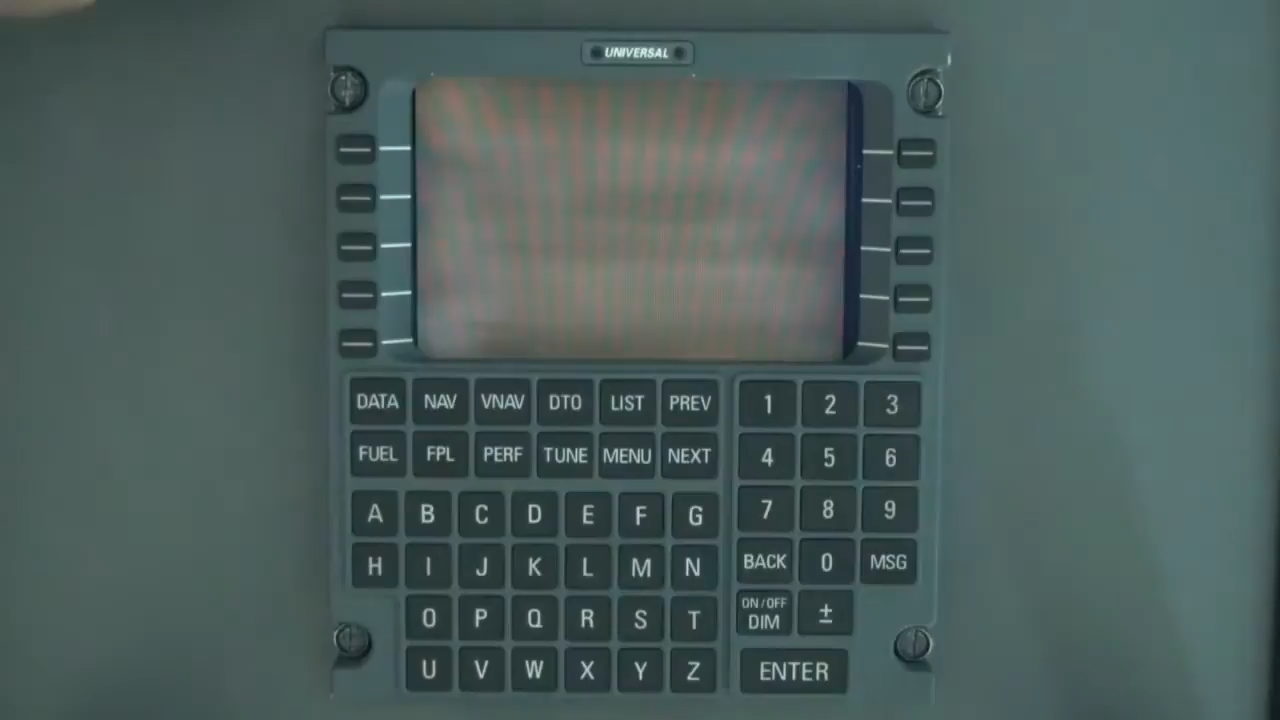 UNIVERSAL
DATA NAV VNAV DTO LIST PREV 1 2 3
FUEL FPL PERF TUNE MENU NEXT 4 5 6
A B C D E F G 7 8 9
H I J K L M N BACK 0 MSG
O P Q R S T ON/OFF DIM ±
U V W X Y Z ENTER